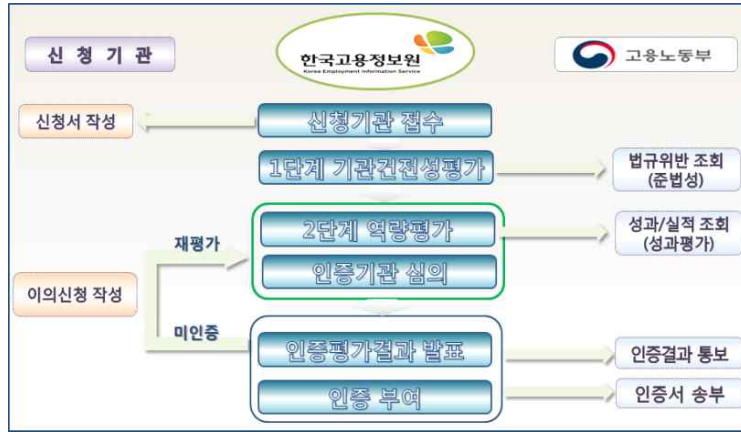 신 청 기 관
한국고용정보원
Korea Employment Information Service
고용노동부
신청서 작성
신청기관 접수
1단계 기관건전성평가
법규위반 조회
(준법성)
2단계 역량평가
성과/실적 조회
(성과평가)
재평가
인증기관 심의
이의신청 작성
미인증
인증평가결과 발표
인증결과 통보
인증 부여
인증서 송부